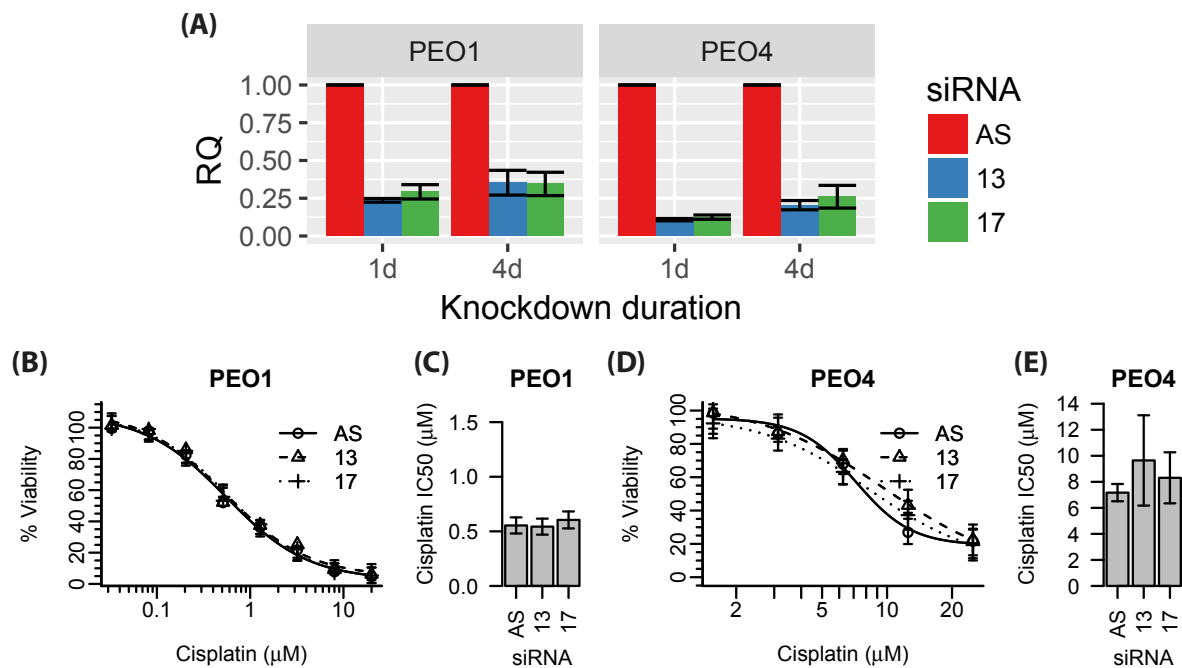 (A)
PEO1 PEO4
1.00
0.75
0.50
0.25
0.00
RQ
1d 4d 1d 4d
Knockdown duration
siRNA
AS
13
17
(B)
PEO1
% Viability
100
80
60
40
20
0
AS
13
17
0.1 1 10
Cisplatin (μM)
(C)
PEO1
Cisplatin IC50 (μM)
1.5
1.0
0.5
0.0
AS 13 17
siRNA
(D)
PEO4
% Viability
100
80
60
40
20
0
AS
13
17
2 5 10 20
Cisplatin (μM)
(E)
PEO4
Cisplatin IC50 (μM)
14
12
10
8
6
4
2
0
AS 13 17
siRNA